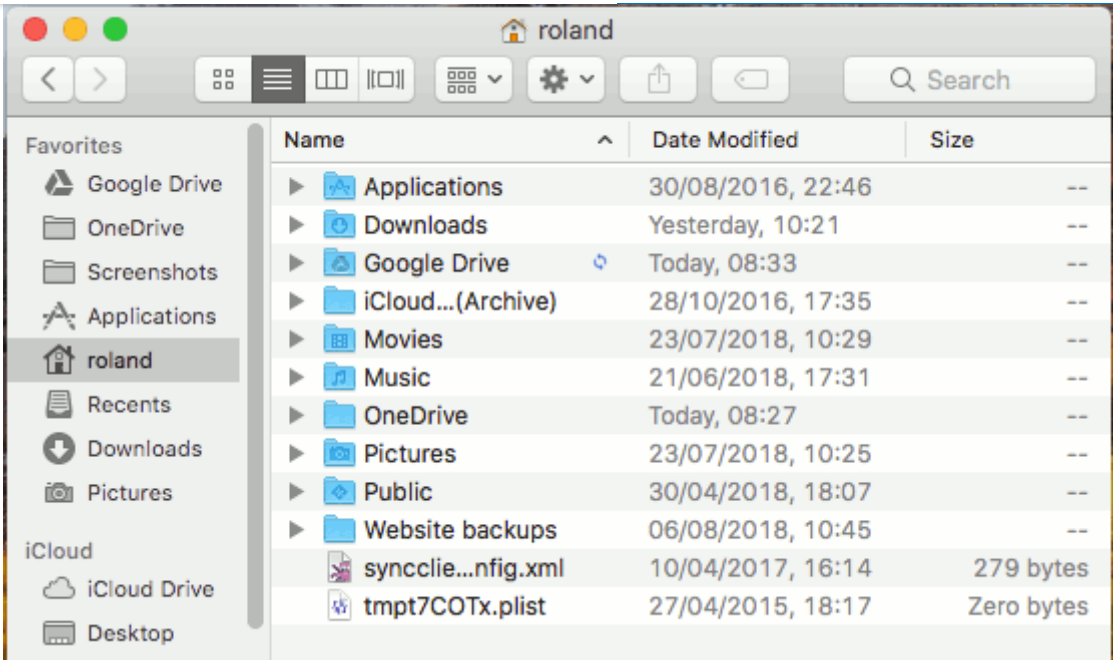 roland
Search
Favorites
Google Drive
OneDrive
Screenshots
Applications
roland
Recents
Downloads
Pictures
iCloud
iCloud Drive
Desktop
Name Date Modified Size
Applications 30/08/2016, 22:46 --
Downloads Yesterday, 10:21 --
Google Drive Today, 08:33 --
iCloud...(Archive) 28/10/2016, 17:35 --
Movies 23/07/2018, 10:29 --
Music 21/06/2018, 17:31 --
OneDrive Today, 08:27 --
Pictures 23/07/2018, 10:25 --
Public 30/04/2018, 18:07 --
Website backups 06/08/2018, 10:45 --
syncclie...nfig.xml 10/04/2017, 16:14 279 bytes
tmpt7COTx.plist 27/04/2015, 18:17 Zero bytes